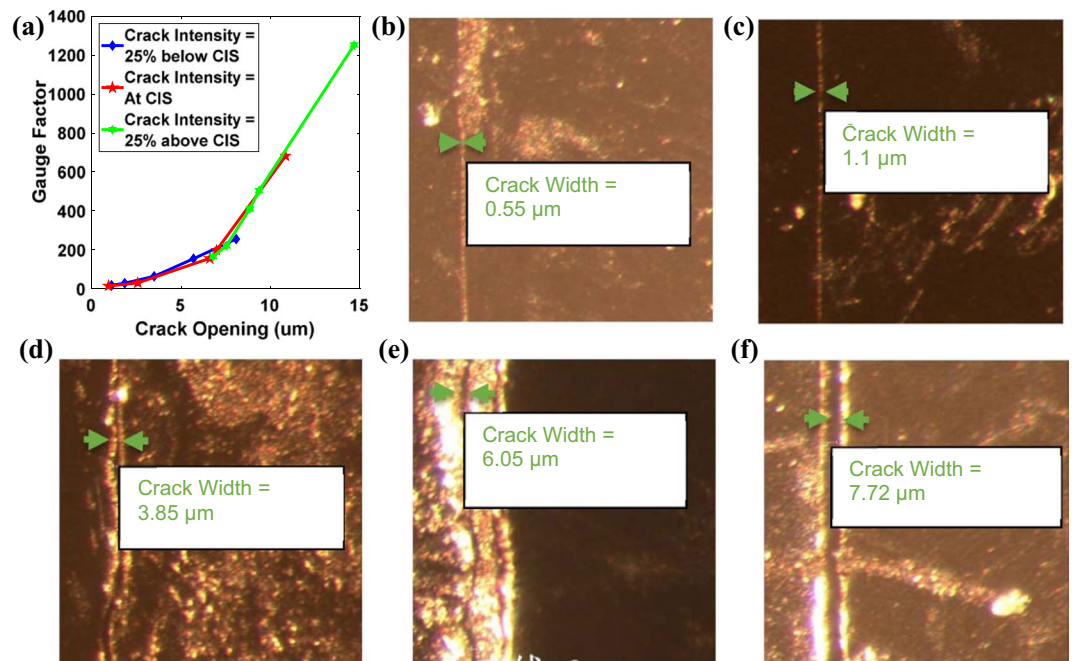 (a)
1400
1200
1000
800
600
400
200
0
Gauge Factor
Crack Intensity =
25% below CIS
Crack Intensity =
At CIS
Crack Intensity =
25% above CIS
0
5
10
15
Crack Opening (um)
(b)
Crack Width =
0.55 µm
(c)
Crack Width =
1.1 µm
(d)
Crack Width =
3.85 µm
(e)
Crack Width =
6.05 µm
(f)
Crack Width =
7.72 µm